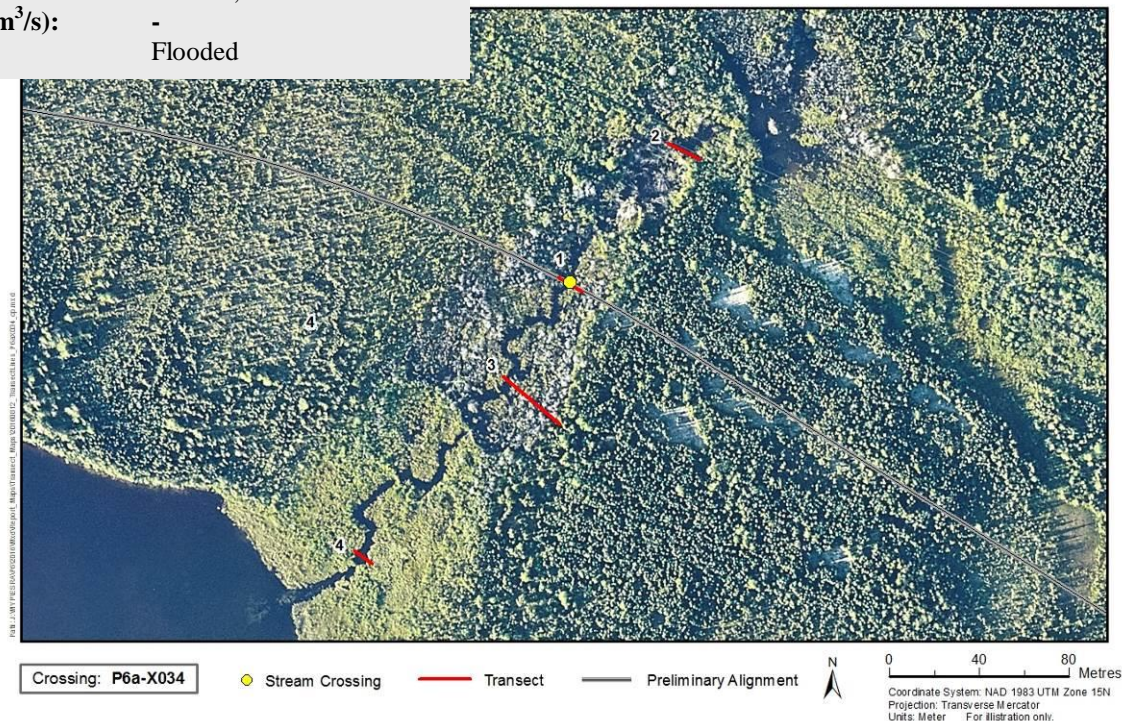 m³/s): -
Flooded
2
1
4
3
4
Crossing: P6a-X034
Stream Crossing
Transect
Preliminary Alignment
N
0 40 80 Metres
Coordinate System: NAD 1983 UTM Zone 15N
Projection: Transverse Mercator
Units: Meter For illistration only.